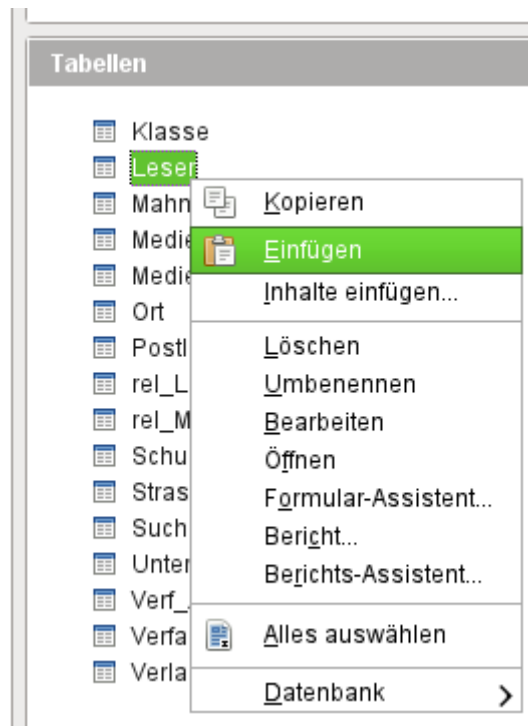 Tabellen
Klasse
Leser
Mahn
Kopieren
Medie
Einfügen
Medie
Inhalte einfügen...
Ort
Postl
Löschen
rel_L
Umbenennen
rel_M
Bearbeiten
Schu
Öffnen
Stras
Formular-Assistent...
Such
Bericht...
Unter
Berichts-Assistent...
Verf_
Verfa
Alles auswählen
Verla
Datenbank